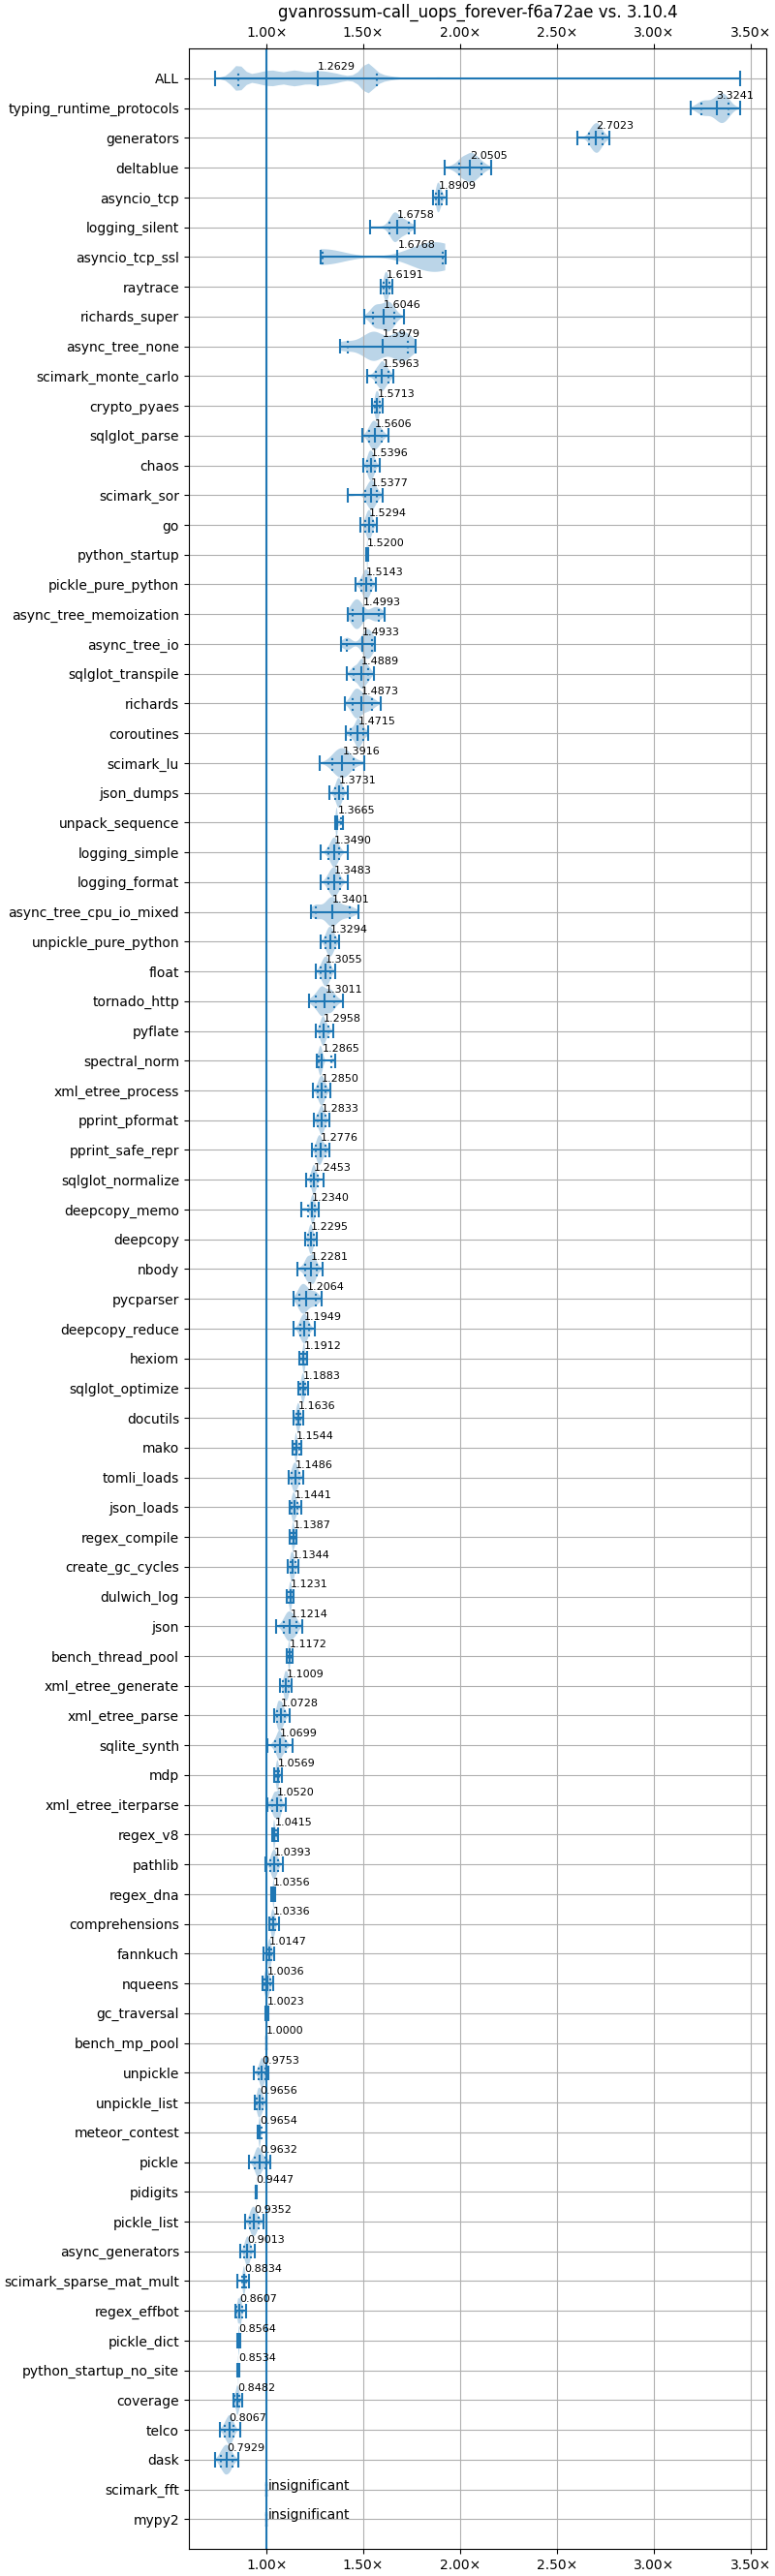 gvanrossum-call_uops_forever-f6a72ae vs. 3.10.4
1.00× 1.50× 2.00× 2.50× 3.00× 3.50×
ALL 1.2629
typing_runtime_protocols 3.3241
generators 2.7023
deltablue 2.0505
asyncio_tcp 1.8909
logging_silent 1.6758
asyncio_tcp_ssl 1.6768
raytrace 1.6191
richards_super 1.6046
async_tree_none 1.5979
scimark_monte_carlo 1.5963
crypto_pyaes 1.5713
sqlglot_parse 1.5606
chaos 1.5396
scimark_sor 1.5377
go 1.5294
python_startup 1.5200
pickle_pure_python 1.5143
async_tree_memoization 1.4993
async_tree_io 1.4933
sqlglot_transpile 1.4889
richards 1.4873
coroutines 1.4715
scimark_lu 1.3916
json_dumps 1.3731
unpack_sequence 1.3665
logging_simple 1.3490
logging_format 1.3483
async_tree_cpu_io_mixed 1.3401
unpickle_pure_python 1.3294
float 1.3055
tornado_http 1.3011
pyflate 1.2958
spectral_norm 1.2865
xml_etree_process 1.2850
pprint_pformat 1.2833
pprint_safe_repr 1.2776
sqlglot_normalize 1.2453
deepcopy_memo 1.2340
deepcopy 1.2295
nbody 1.2281
pycparser 1.2064
deepcopy_reduce 1.1949
hexiom 1.1912
sqlglot_optimize 1.1883
docutils 1.1636
mako 1.1544
tomli_loads 1.1486
json_loads 1.1441
regex_compile 1.1387
create_gc_cycles 1.1344
dulwich_log 1.1231
json 1.1214
bench_thread_pool 1.1172
xml_etree_generate 1.1009
xml_etree_parse 1.0728
sqlite_synth 1.0699
mdp 1.0569
xml_etree_iterparse 1.0520
regex_v8 1.0415
pathlib 1.0393
regex_dna 1.0356
comprehensions 1.0336
fannkuch 1.0147
nqueens 1.0036
gc_traversal 1.0023
bench_mp_pool 1.0000
unpickle 0.9753
unpickle_list 0.9656
meteor_contest 0.9654
pickle 0.9632
pidigits 0.9447
pickle_list 0.9352
async_generators 0.9013
scimark_sparse_mat_mult 0.8834
regex_effbot 0.8607
pickle_dict 0.8564
python_startup_no_site 0.8534
coverage 0.8482
telco 0.8067
dask 0.7929
scimark_fft insignificant
mypy2 insignificant
1.00× 1.50× 2.00× 2.50× 3.00× 3.50×